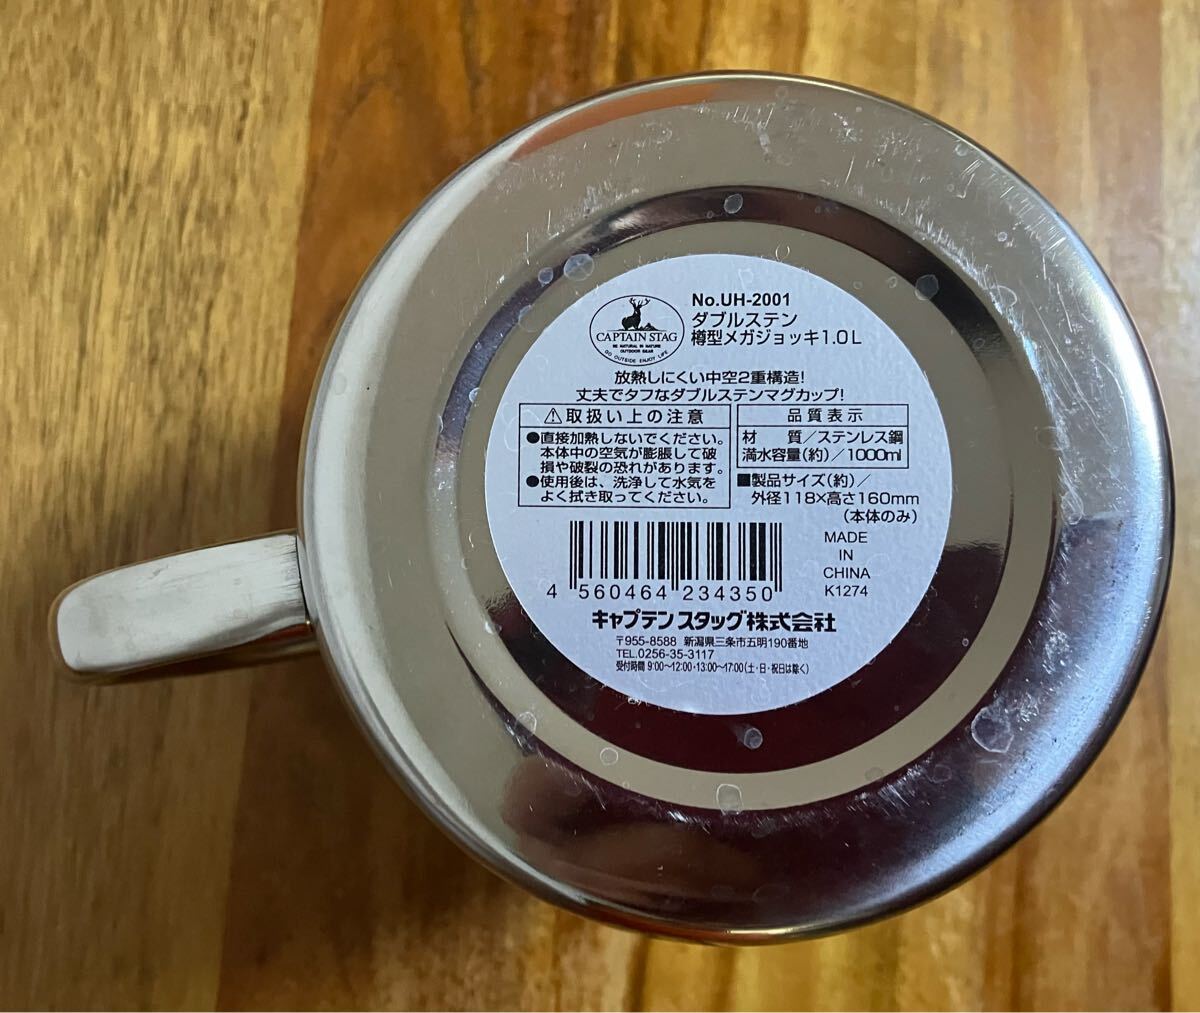 CAPTAIN STAG
BE NATURAL IN NATURE
OUTDOOR GEAR
GO OUTSIDE ENJOY LIFE
No.UH-2001
ダブルステン
樽型メガジョッキ1.0L
放熱しにくい中空2重構造!
丈夫でタフなダブルステンマグカップ!
⚠取扱い上の注意
●直接加熱しないでください。
本体中の空気が膨脹して破
損や破裂の恐れがあります。
●使用後は、洗浄して水気を
よく拭き取ってください。
品質表示
材 質/ステンレス鋼
満水容量(約)/1000ml
■製品サイズ(約)/
外径118×高さ160mm
(本体のみ)
MADE
IN
CHINA
K1274
4 560464 234350
キャプテンスタッグ株式会社
〒955-8588 新潟県三条市五明190番地
TEL.0256-35-3117
受付時間 9:00〜12:00・13:00〜17:00(土・日・祝日は除く)